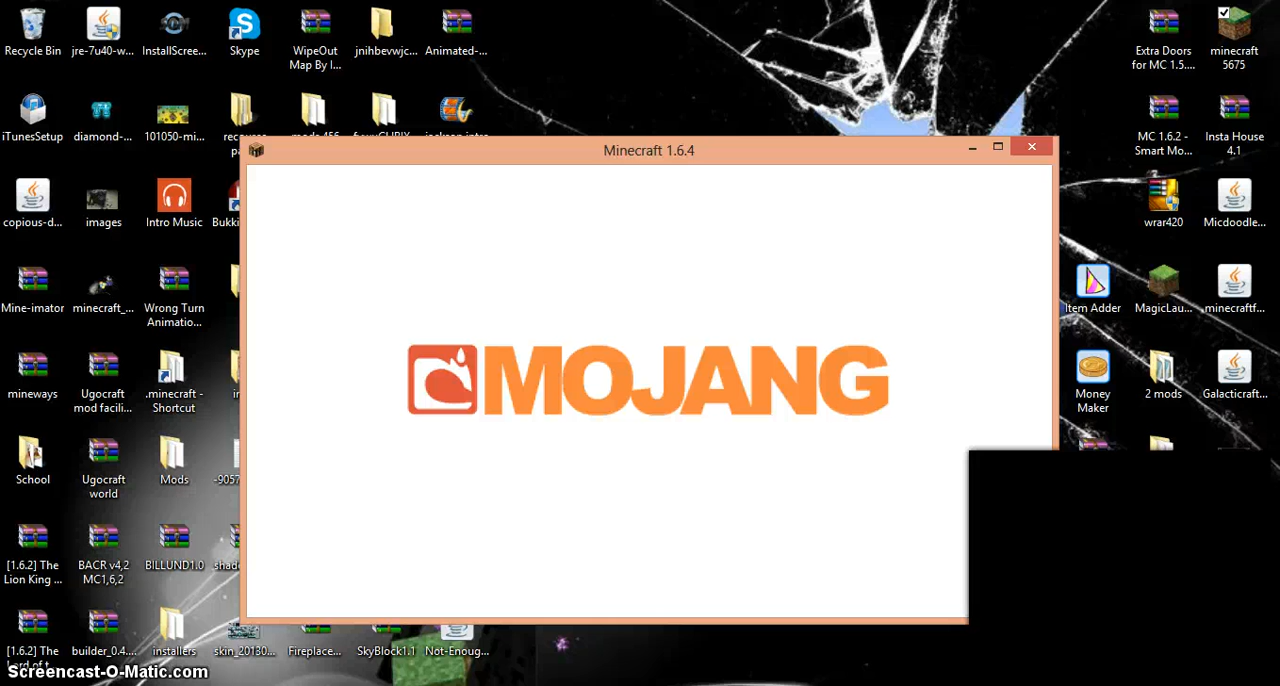 Recycle Bin
jre-7u40-w...
InstallScree...
Skype
WipeOut
Map By I...
jnihbevwjc...
Animated-...
Extra Doors
for MC 1.5....
minecraft
5675
iTunesSetup
diamond-...
101050-mi...
MC 1.6.2 -
Smart Mo...
Insta House
4.1
Minecraft 1.6.4
copious-d...
images
Intro Music
Bukki
wrar420
Micdoodle...
Mine-imator
minecraft_...
Wrong Turn
Animatio...
Item Adder
MagicLau...
minecraftf...
MOJANG
mineways
Ugocraft
mod facili...
.minecraft -
Shortcut
Money
Maker
2 mods
Galacticraft...
School
Ugocraft
world
Mods
-9057
[1.6.2] The
Lion King ...
BACR v4,2
MC1,6,2
BILLUND1.0
shad
[1.6.2] The
builder_0.4....
installers
skin_20130...
Fireplace...
SkyBlock1.1
Not-Enoug...
Screencast-O-Matic.com